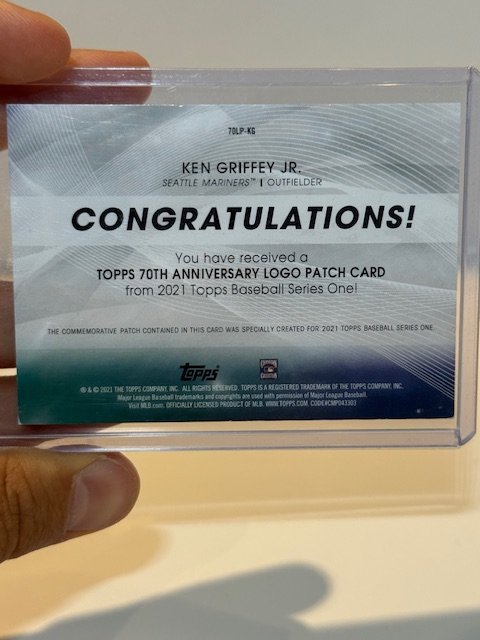 70LP-KG
KEN GRIFFEY JR.
SEATTLE MARINERS™ | OUTFIELDER
CONGRATULATIONS!
You have received a
TOPPS 70TH ANNIVERSARY LOGO PATCH CARD
from 2021 Topps Baseball Series One!
THE COMMEMORATIVE PATCH CONTAINED IN THIS CARD WAS SPECIALLY CREATED FOR 2021 TOPPS BASEBALL SERIES ONE.
Topps
® & © 2021 THE TOPPS COMPANY, INC. ALL RIGHTS RESERVED. TOPPS IS A REGISTERED TRADEMARK OF THE TOPPS COMPANY, INC.
Major League Baseball trademarks and copyrights are used with permission of Major League Baseball.
Visit MLB.com. OFFICIALLY LICENSED PRODUCT OF MLB. WWW.TOPPS.COM. CODE#CMP043303